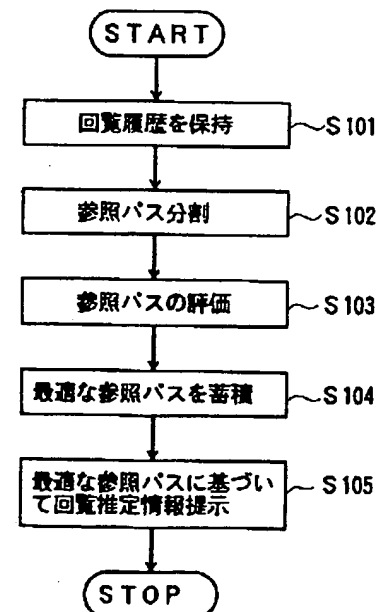 START
回覧履歴を保持 S101
参照パス分割 S102
参照パスの評価 S103
最適な参照パスを蓄積 S104
最適な参照パスに基づい S105
て回覧推定情報提示
STOP